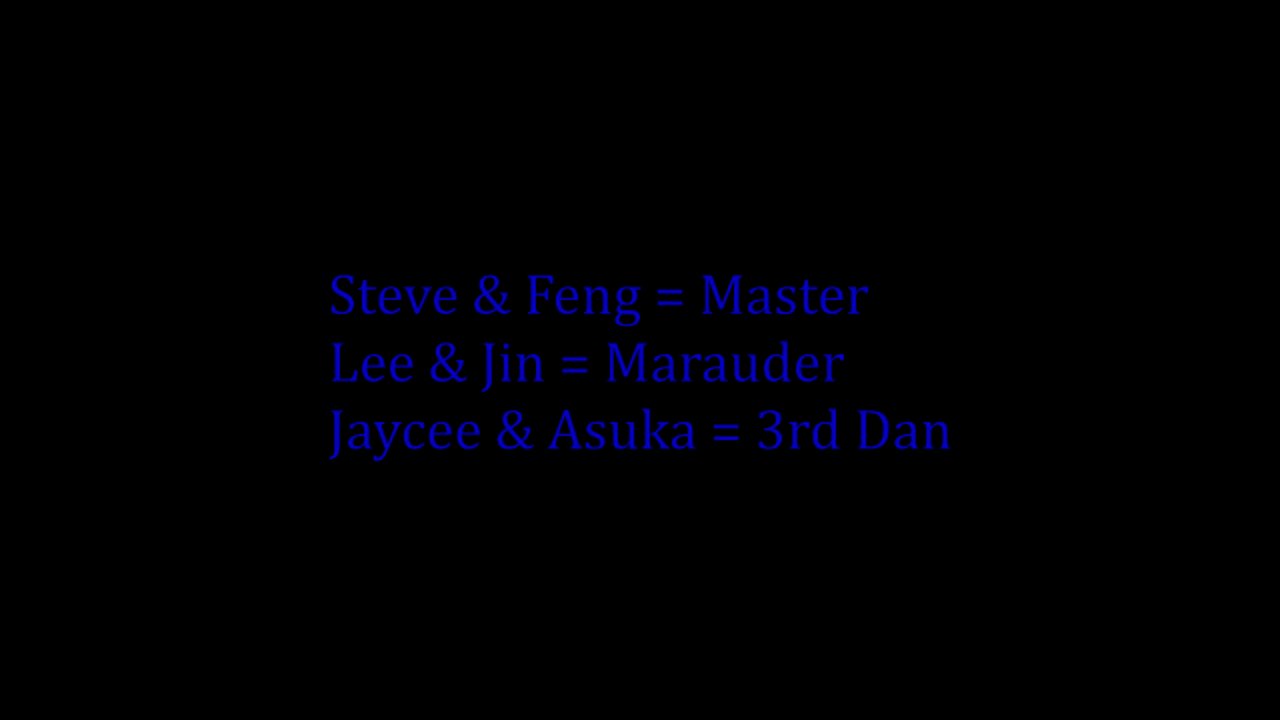 Steve & Feng = Master
Lee & Jin = Marauder
Jaycee & Asuka = 3rd Dan